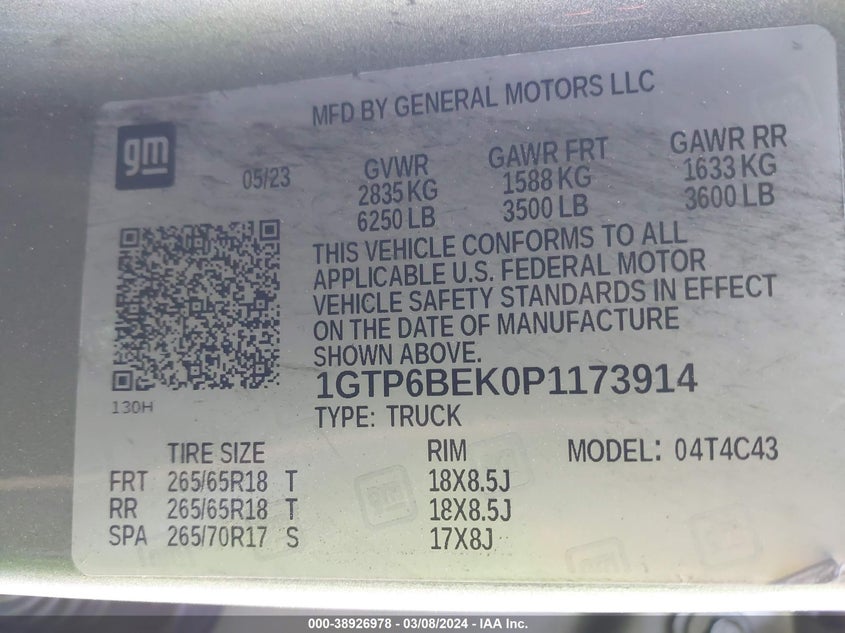 MFD BY GENERAL MOTORS LLC
gm
05/23
GVWR GAWR FRT GAWR RR
2835 KG 1588 KG 1633 KG
6250 LB 3500 LB 3600 LB
THIS VEHICLE CONFORMS TO ALL
APPLICABLE U.S. FEDERAL MOTOR
VEHICLE SAFETY STANDARDS IN EFFECT
ON THE DATE OF MANUFACTURE
SHOWN ABOVE.
1GTP6BEK0P1173914
130H
TYPE: TRUCK
TIRE SIZE RIM MODEL: 04T4C43
FRT 265/65R18 T 18X8.5J
RR 265/65R18 T 18X8.5J
SPA 265/70R17 S 17X8J
000-38926978 - 03/08/2024 - IAA Inc.